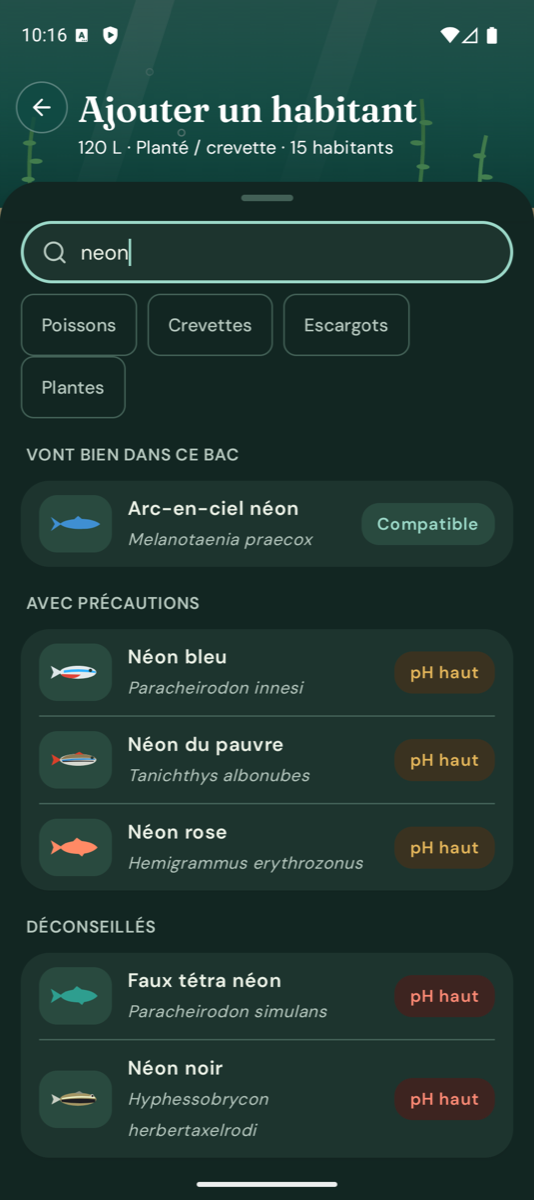 10:16
Ajouter un habitant
120 L · Planté / crevette · 15 habitants
neon
Poissons
Crevettes
Escargots
Plantes
VONT BIEN DANS CE BAC
Arc-en-ciel néon
Melanotaenia praecox
Compatible
AVEC PRÉCAUTIONS
Néon bleu
Paracheirodon innesi
pH haut
Néon du pauvre
Tanichthys albonubes
pH haut
Néon rose
Hemigrammus erythrozonus
pH haut
DÉCONSEILLÉS
Faux tétra néon
Paracheirodon simulans
pH haut
Néon noir
Hyphessobrycon
herbertaxelrodi
pH haut